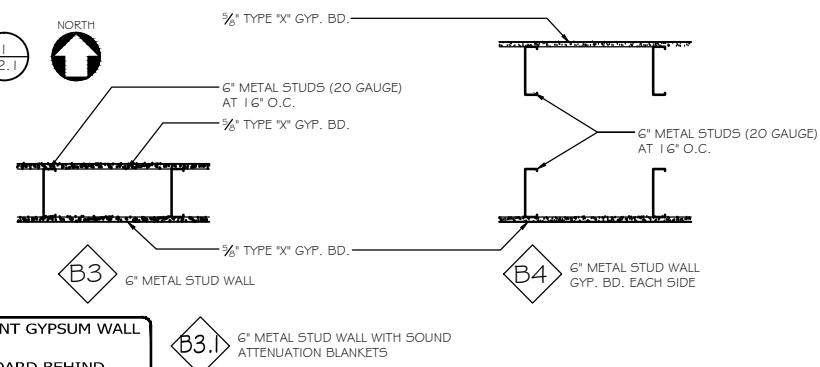 5/8" TYPE "X" GYP. BD.
NORTH
6" METAL STUDS (20 GAUGE)
AT 16" O.C.
5/8" TYPE "X" GYP. BD.
6" METAL STUDS (20 GAUGE)
AT 16" O.C.
5/8" TYPE "X" GYP. BD.
B3
6" METAL STUD WALL
B4
6" METAL STUD WALL
GYP. BD. EACH SIDE
NT GYPSUM WALL
B3.1
6" METAL STUD WALL WITH SOUND
ATTENUATION BLANKETS
BEHIND